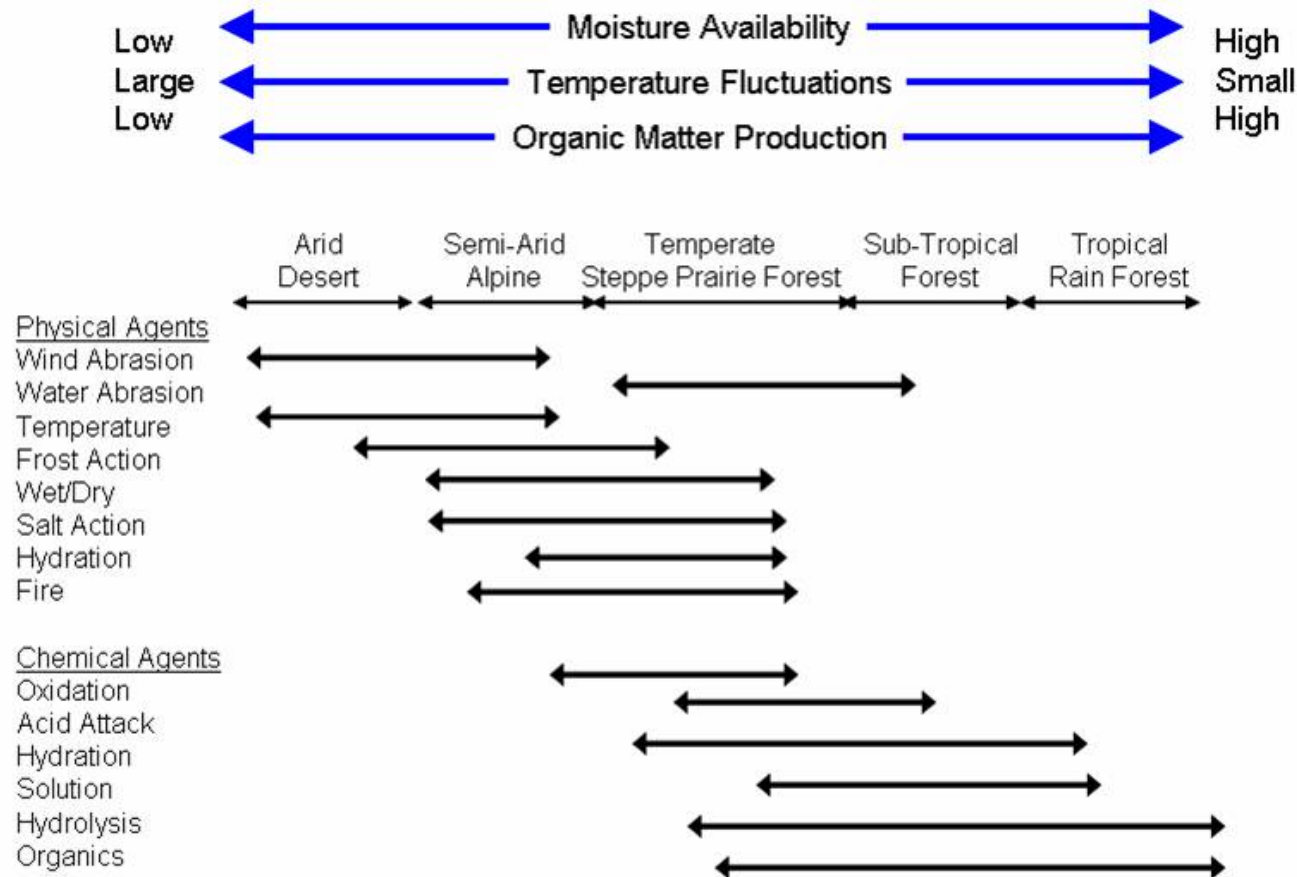 Low Moisture Availability High
Large Temperature Fluctuations Small
Low Organic Matter Production High
Arid Semi-Arid Temperate Sub-Tropical Tropical
Desert Alpine Steppe Prairie Forest Forest Rain Forest
Physical Agents
Wind Abrasion
Water Abrasion
Temperature
Frost Action
Wet/Dry
Salt Action
Hydration
Fire
Chemical Agents
Oxidation
Acid Attack
Hydration
Solution
Hydrolysis
Organics